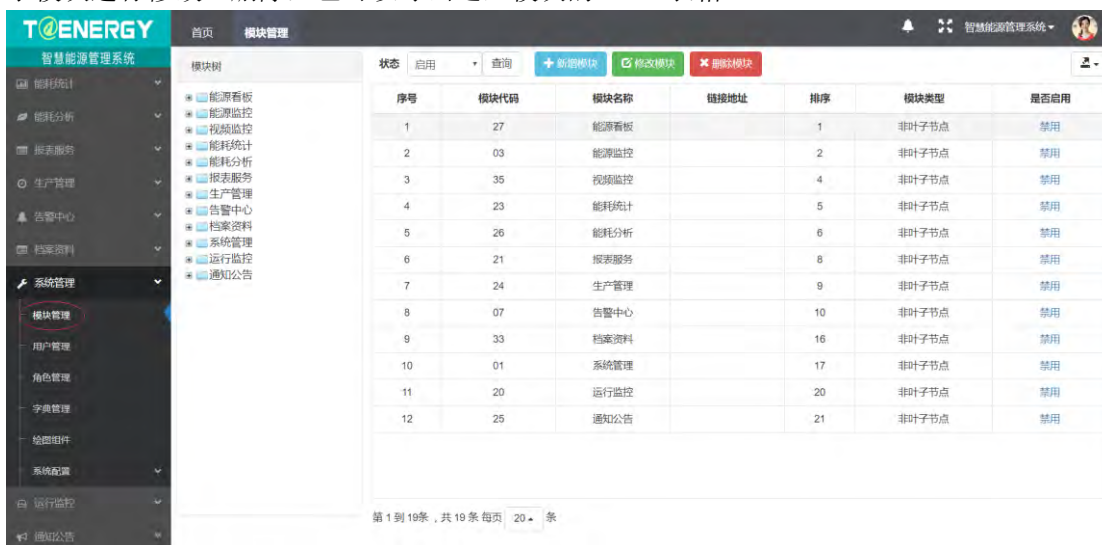 T@ENERGY
智慧能源管理系统
能耗统计
能耗分析
报表服务
生产管理
告警中心
档案资料
系统管理
模块管理
用户管理
角色管理
字典管理
绘图组件
系统配置
运行监控
通知公告
首页 模块管理
智慧能源管理系统
模块树
能源看板
能源监控
视频监控
能耗统计
能耗分析
报表服务
生产管理
告警中心
档案资料
系统管理
运行监控
通知公告
状态 启用 查询 新增模块 修改模块 删除模块
序号 模块代码 模块名称 链接地址 排序 模块类型 是否启用
1 27 能源看板 1 非叶子节点 禁用
2 03 能源监控 2 非叶子节点 禁用
3 35 视频监控 4 非叶子节点 禁用
4 23 能耗统计 5 非叶子节点 禁用
5 26 能耗分析 6 非叶子节点 禁用
6 21 报表服务 8 非叶子节点 禁用
7 24 生产管理 9 非叶子节点 禁用
8 07 告警中心 10 非叶子节点 禁用
9 33 档案资料 16 非叶子节点 禁用
10 01 系统管理 17 非叶子节点 禁用
11 20 运行监控 20 非叶子节点 禁用
12 25 通知公告 21 非叶子节点 禁用
第 1 到 19条，共 19 条 每页 20 条